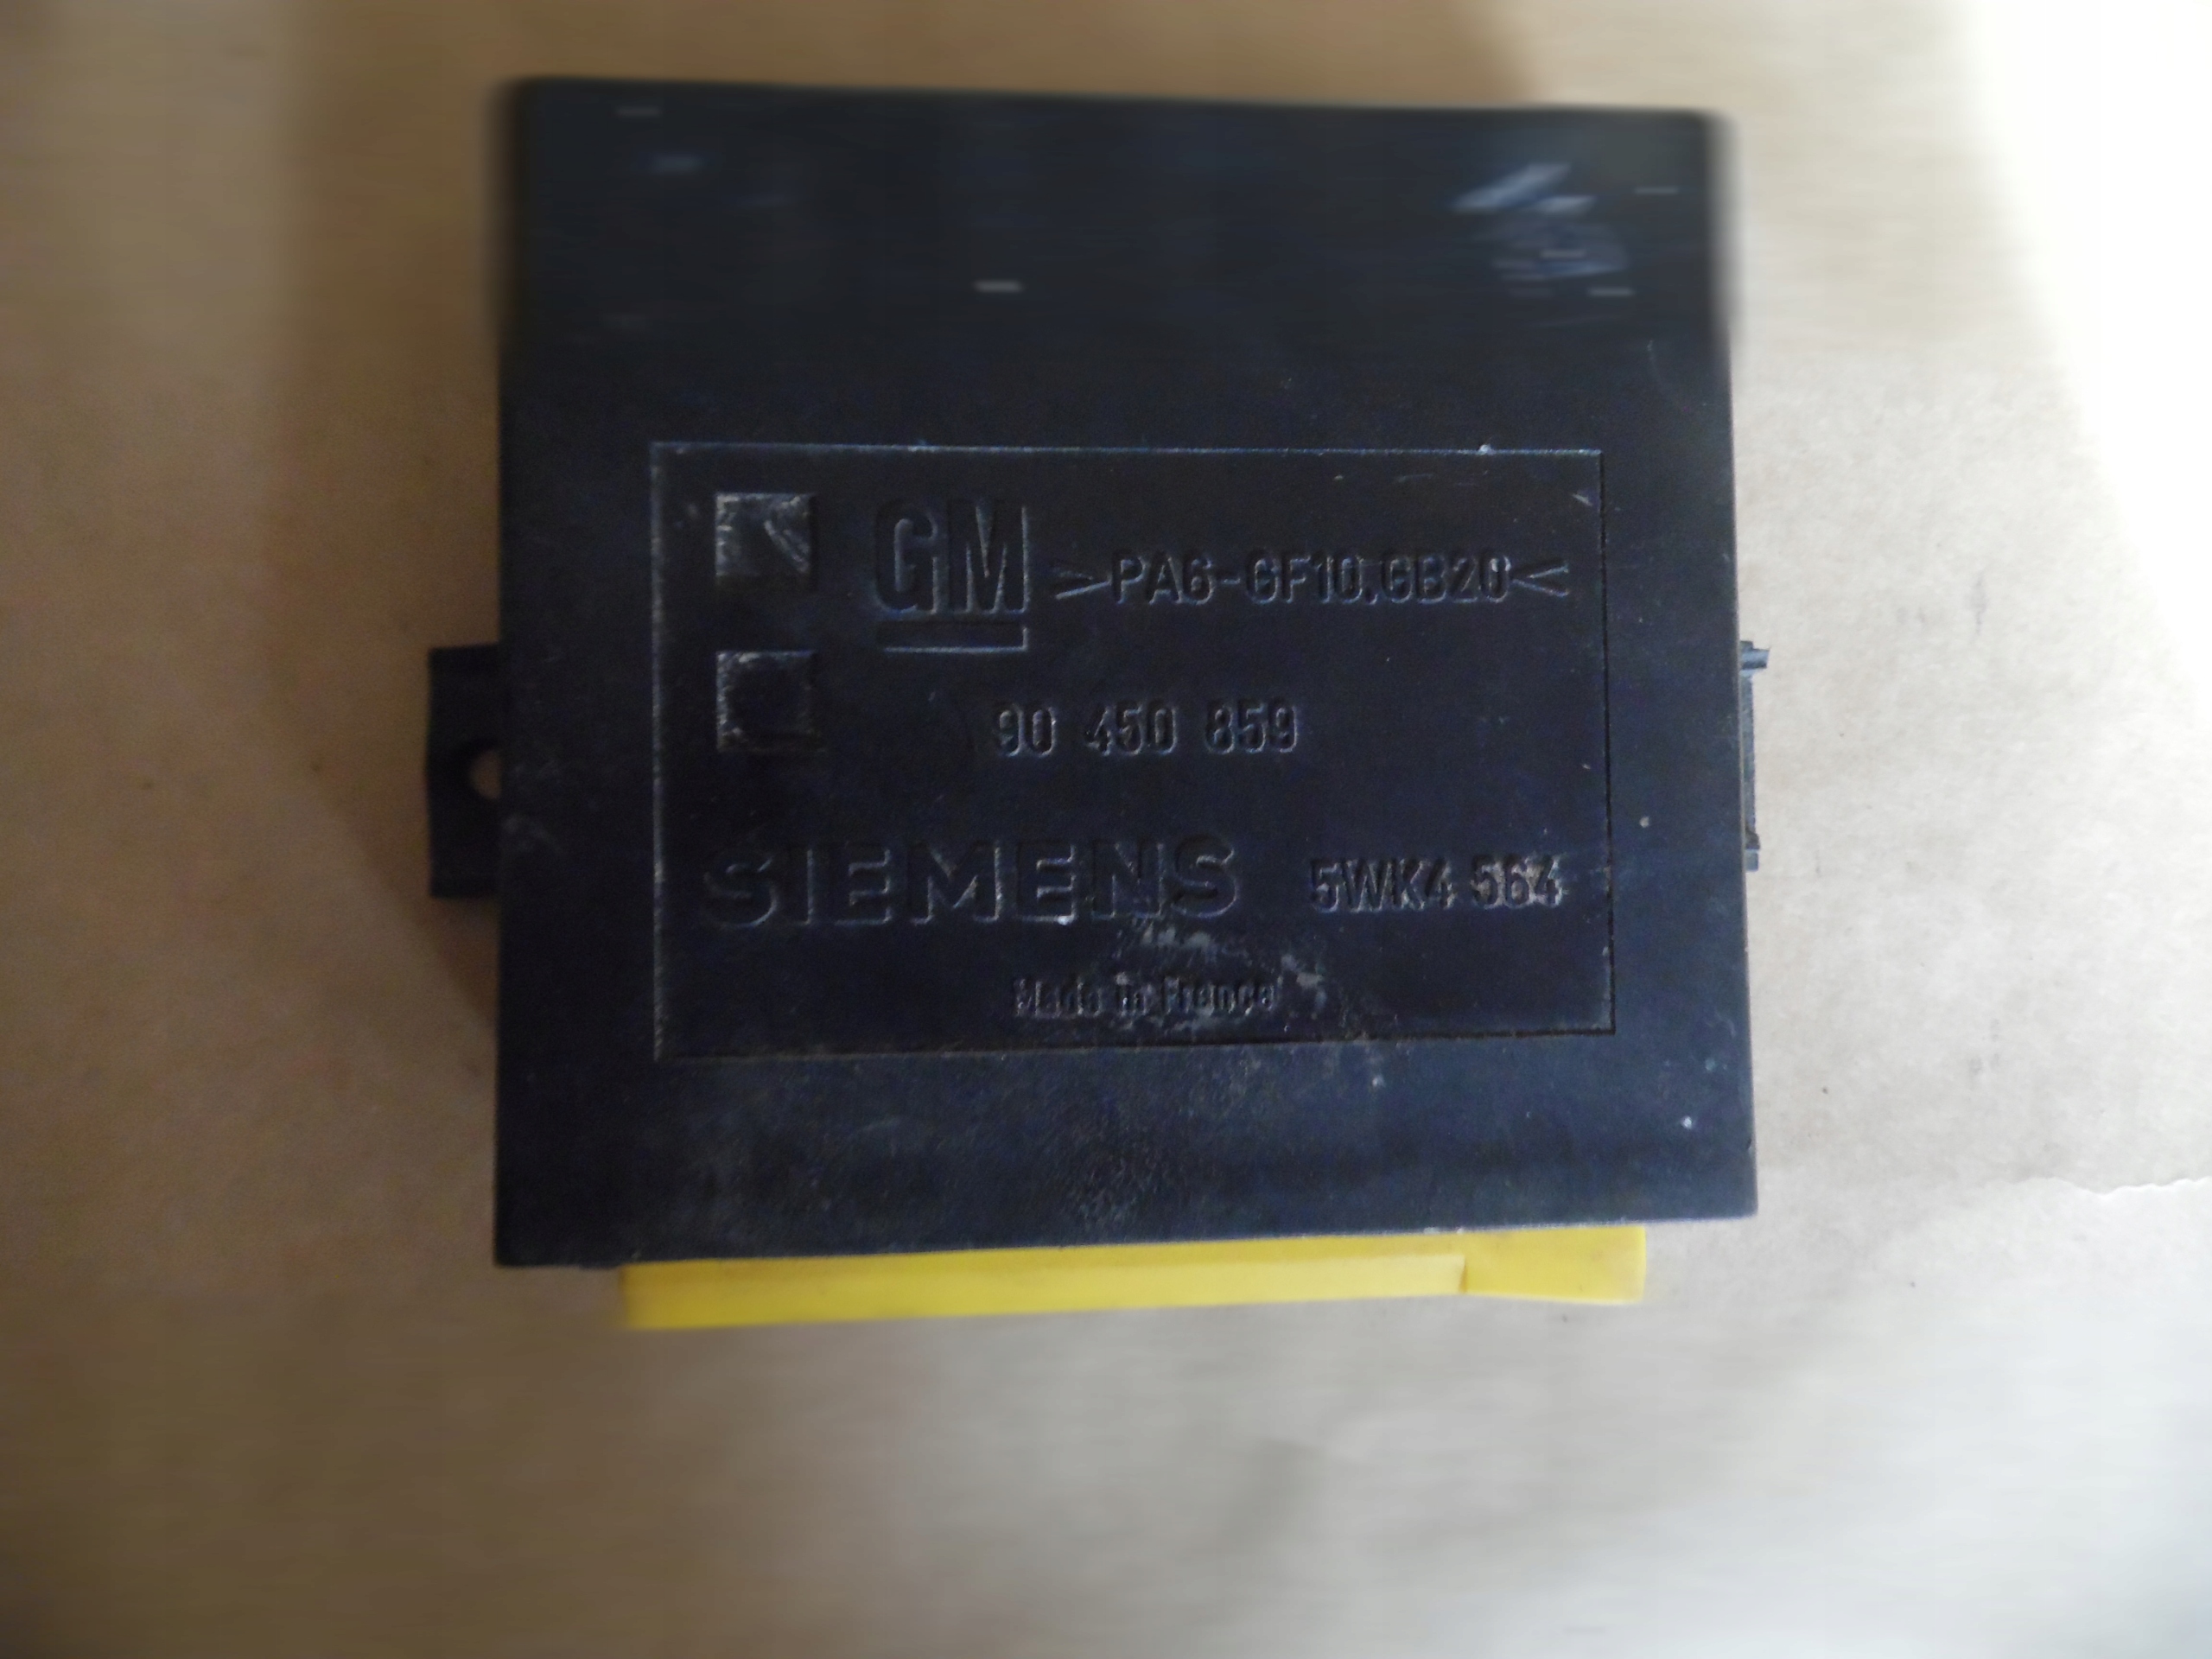 GM >PA6-GF10,GB20<
90 450 859
SIEMENS 5WK4 564
Made in France